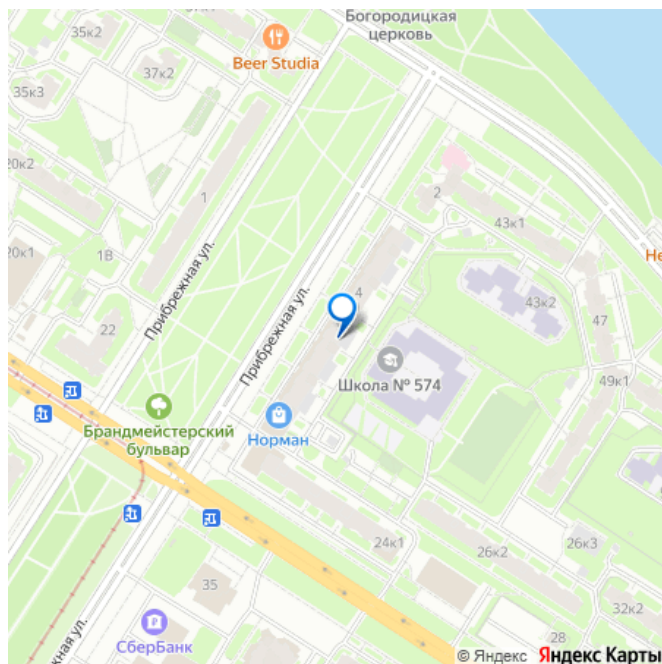 Богородицкая
церковь
35к2
Beer Studia
37к2
35к3
20к2
1
2
43к1
1В
20к1
Прибрежная ул.
4
Не
43к2
47
22
Прибрежная ул.
Школа № 574
49к1
Брандмейстерский
бульвар
Норман
24к1
26к2
26к3
35
32к2
28
жная ул.
СберБанк
© Яндекс Яндекс Карты